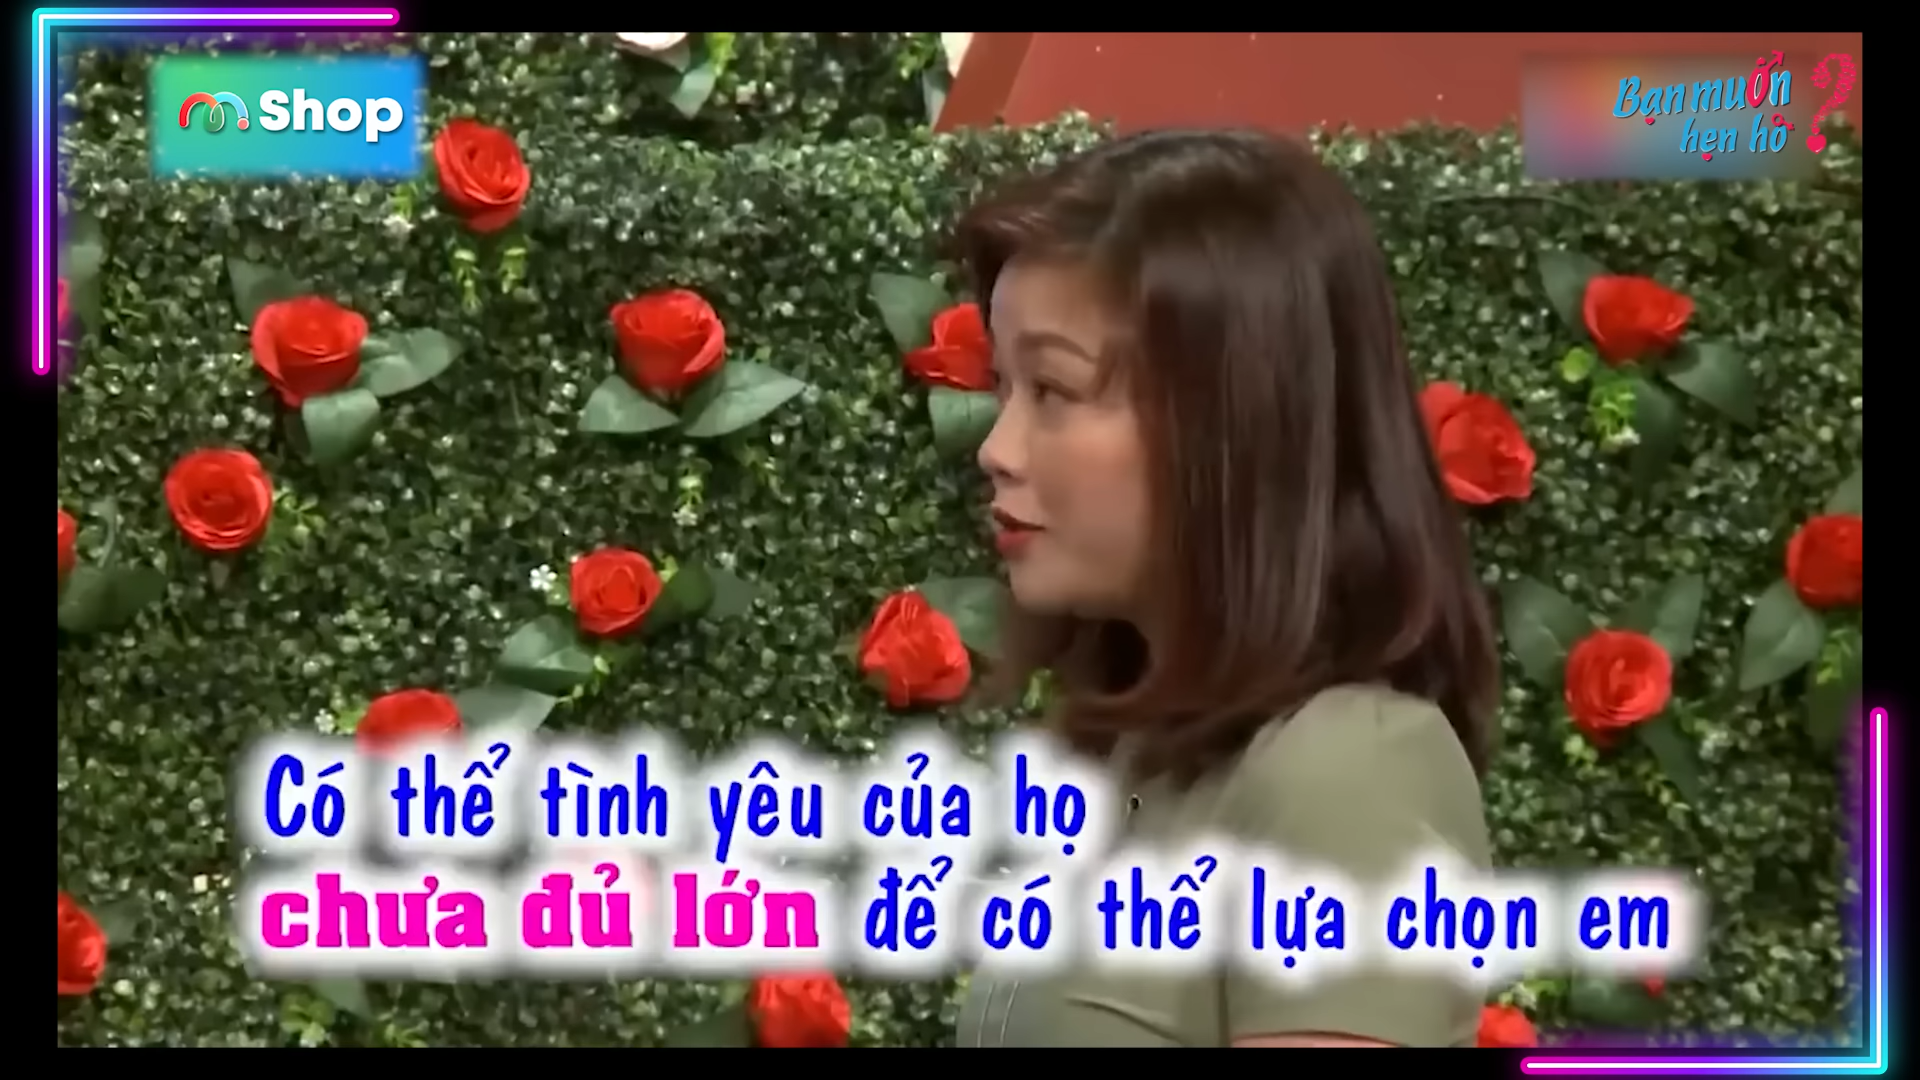 Shop
Bạn muốn
hẹn hò?
Có thể tình yêu của họ
chưa đủ lớn để có thể lựa chọn em